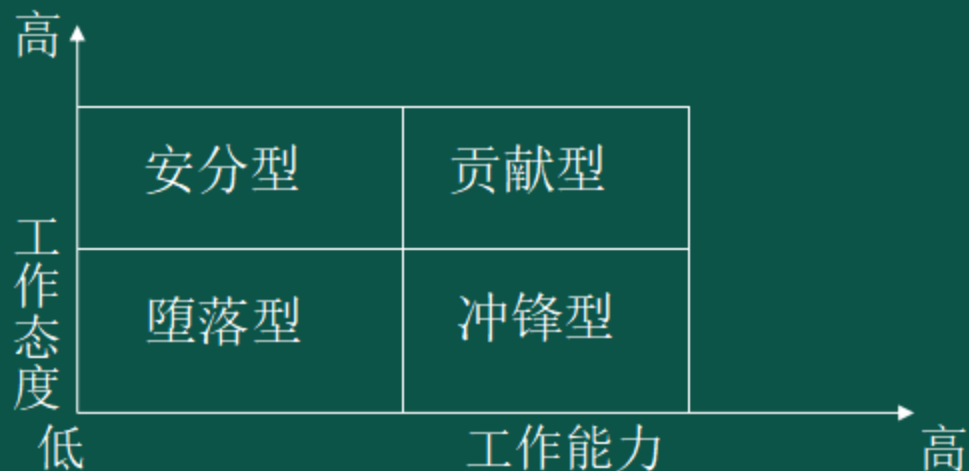 高
安分型 贡献型
工作态度
堕落型 冲锋型
低 工作能力 高